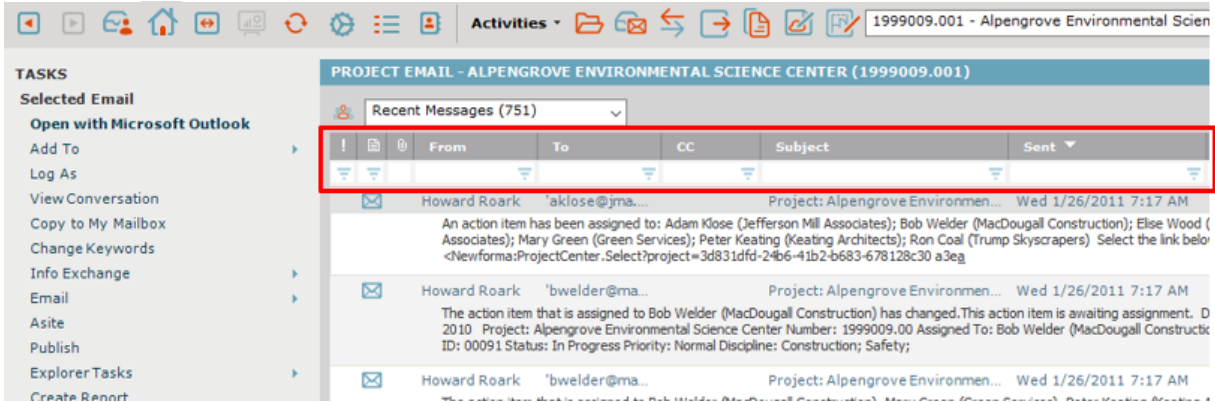 Activities
1999009.001 - Alpengrove Environmental Scien
TASKS
Selected Email
Open with Microsoft Outlook
Add To
Log As
View Conversation
Copy to My Mailbox
Change Keywords
Info Exchange
Email
Asite
Publish
Explorer Tasks
Create Report
PROJECT EMAIL - ALPENGROVE ENVIRONMENTAL SCIENCE CENTER (1999009.001)
Recent Messages (751)
! From To CC Subject Sent
Howard Roark 'aklose@jma.... Project: Alpengrove Environmen... Wed 1/26/2011 7:17 AM
An action item has been assigned to: Adam Klose (Jefferson Mill Associates); Bob Welder (MacDougall Construction); Elise Wood (
Associates); Mary Green (Green Services); Peter Keating (Keating Architects); Ron Coal (Trump Skyscrapers) Select the link belo
<Newforma:ProjectCenter.Select?project=3d831dfd-24b6-41b2-b683-678128c30 a3ea
Howard Roark 'bwelder@ma... Project: Alpengrove Environmen... Wed 1/26/2011 7:17 AM
The action item that is assigned to Bob Welder (MacDougall Construction) has changed.This action item is awaiting assignment. D
2010 Project: Alpengrove Environmental Science Center Number: 1999009.00 Assigned To: Bob Welder (MacDougall Constructio
ID: 00091 Status: In Progress Priority: Normal Discipline: Construction; Safety;
Howard Roark 'bwelder@ma... Project: Alpengrove Environmen... Wed 1/26/2011 7:17 AM